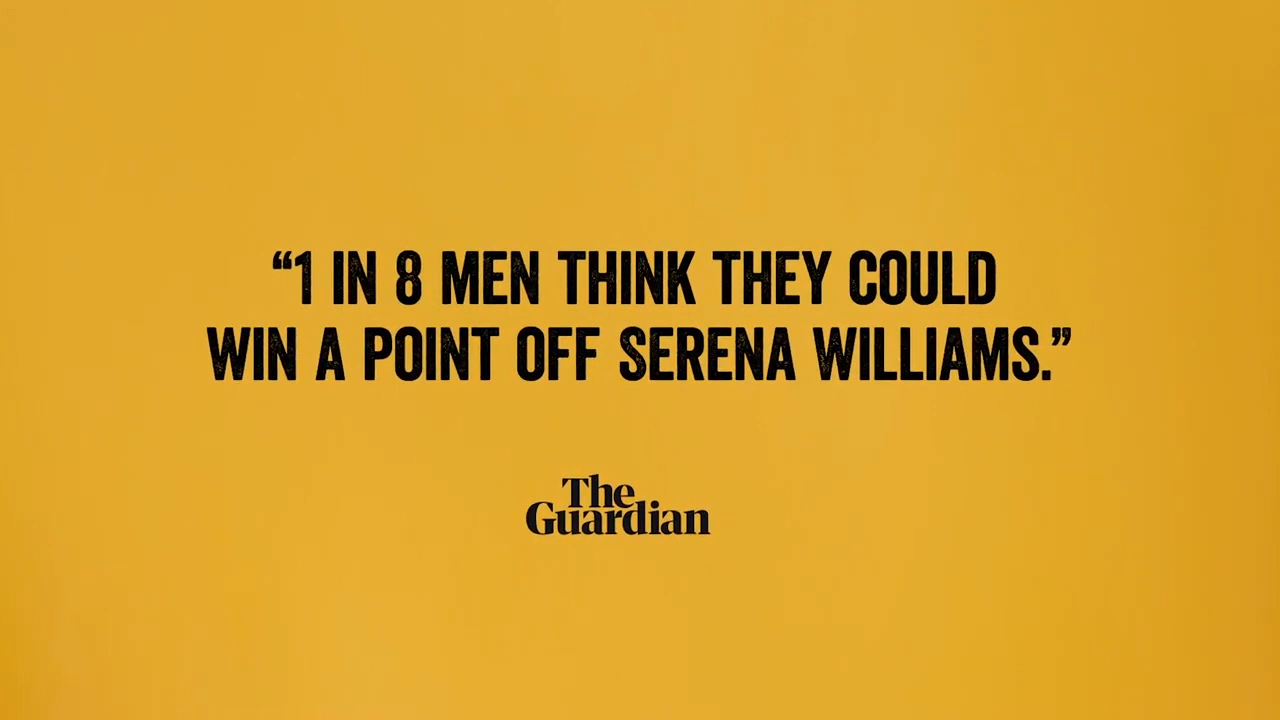 “1 IN 8 MEN THINK THEY COULD
WIN A POINT OFF SERENA WILLIAMS.”
The
Guardian